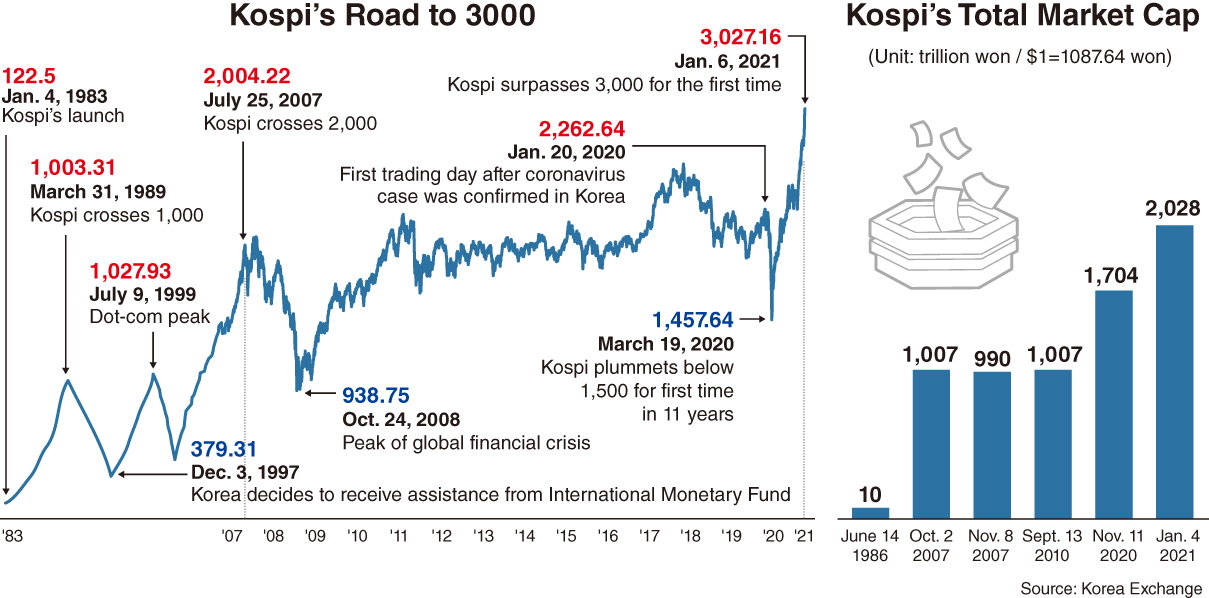 Kospi's Road to 3000
122.5
Jan. 4, 1983
Kospi's launch
1,003.31
March 31, 1989
Kospi crosses 1,000
1,027.93
July 9, 1999
Dot-com peak
379.31
Dec. 3, 1997
Korea decides to receive assistance from International Monetary Fund
2,004.22
July 25, 2007
Kospi crosses 2,000
938.75
Oct. 24, 2008
Peak of global financial crisis
2,262.64
Jan. 20, 2020
First trading day after coronavirus
case was confirmed in Korea
1,457.64
March 19, 2020
Kospi plummets below
1,500 for first time
in 11 years
3,027.16
Jan. 6, 2021
Kospi surpasses 3,000 for the first time
'83 '07 '08 '09 '10 '11 '12 '13 '14 '15 '16 '17 '18 '19 '20 '21
Kospi's Total Market Cap
(Unit: trillion won / $1=1087.64 won)
10
1,007
990
1,007
1,704
2,028
June 14
1986
Oct. 2
2007
Nov. 8
2007
Sept. 13
2010
Nov. 11
2020
Jan. 4
2021
Source: Korea Exchange